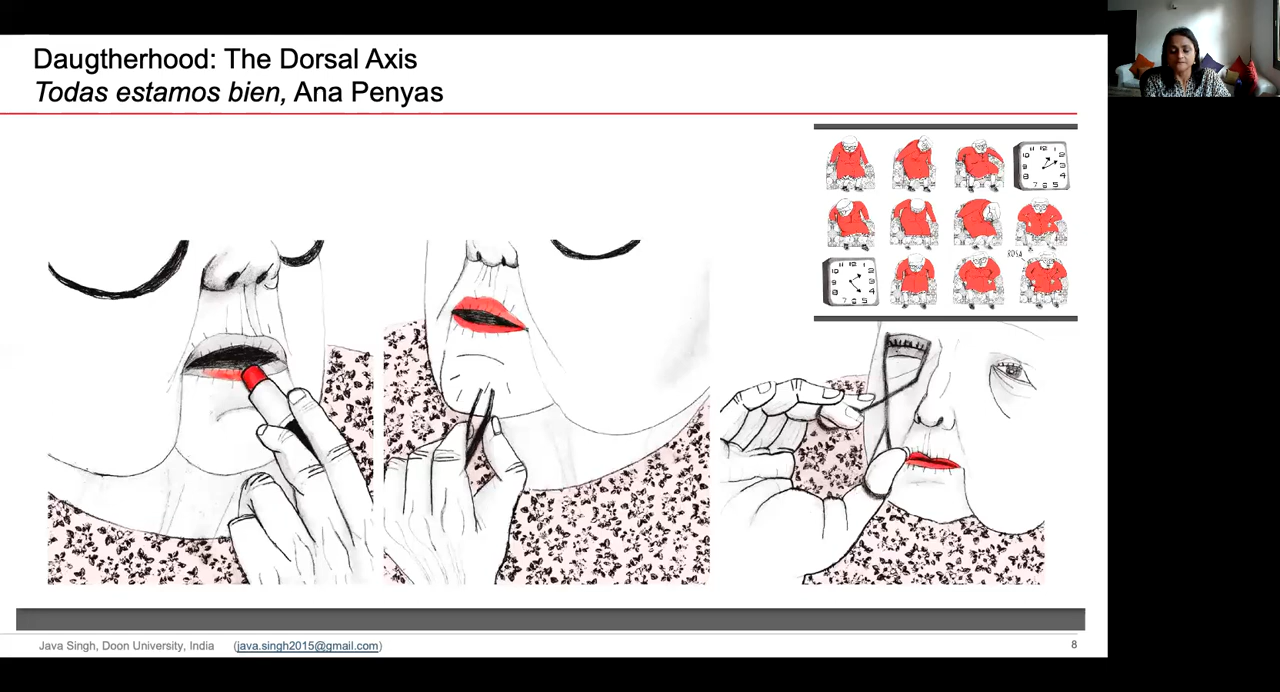 Daugtherhood: The Dorsal Axis
Todas estamos bien, Ana Penyas
ROSA
Java Singh, Doon University, India (java.singh2015@gmail.com)
8